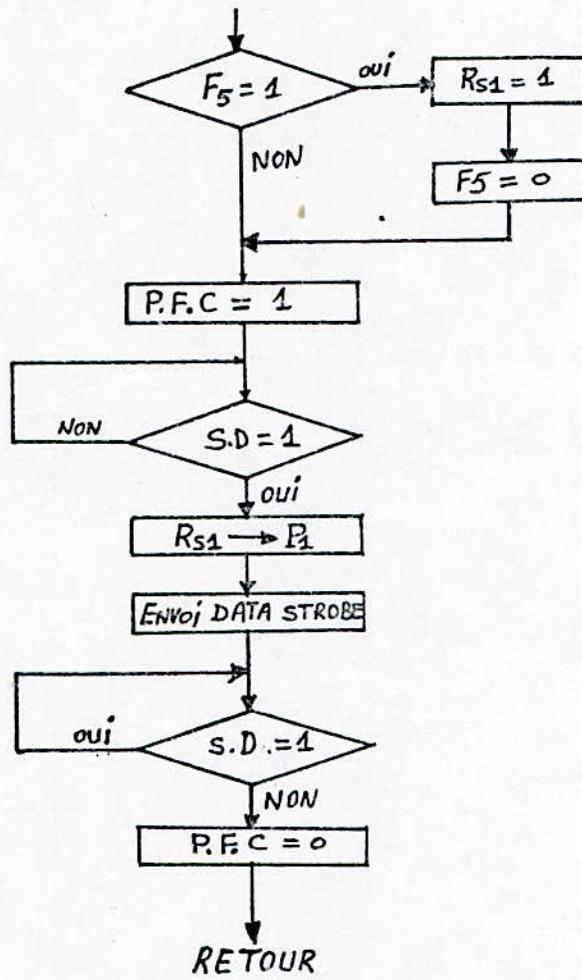 F5 = 1
oui
RS1 = 1
NON
F5 = 0
P.F.C = 1
NON
S.D = 1
oui
RS1 → P1
ENVOi DATA STROBE
oui
S.D. = 1
NON
P.F.C = 0
RETOUR